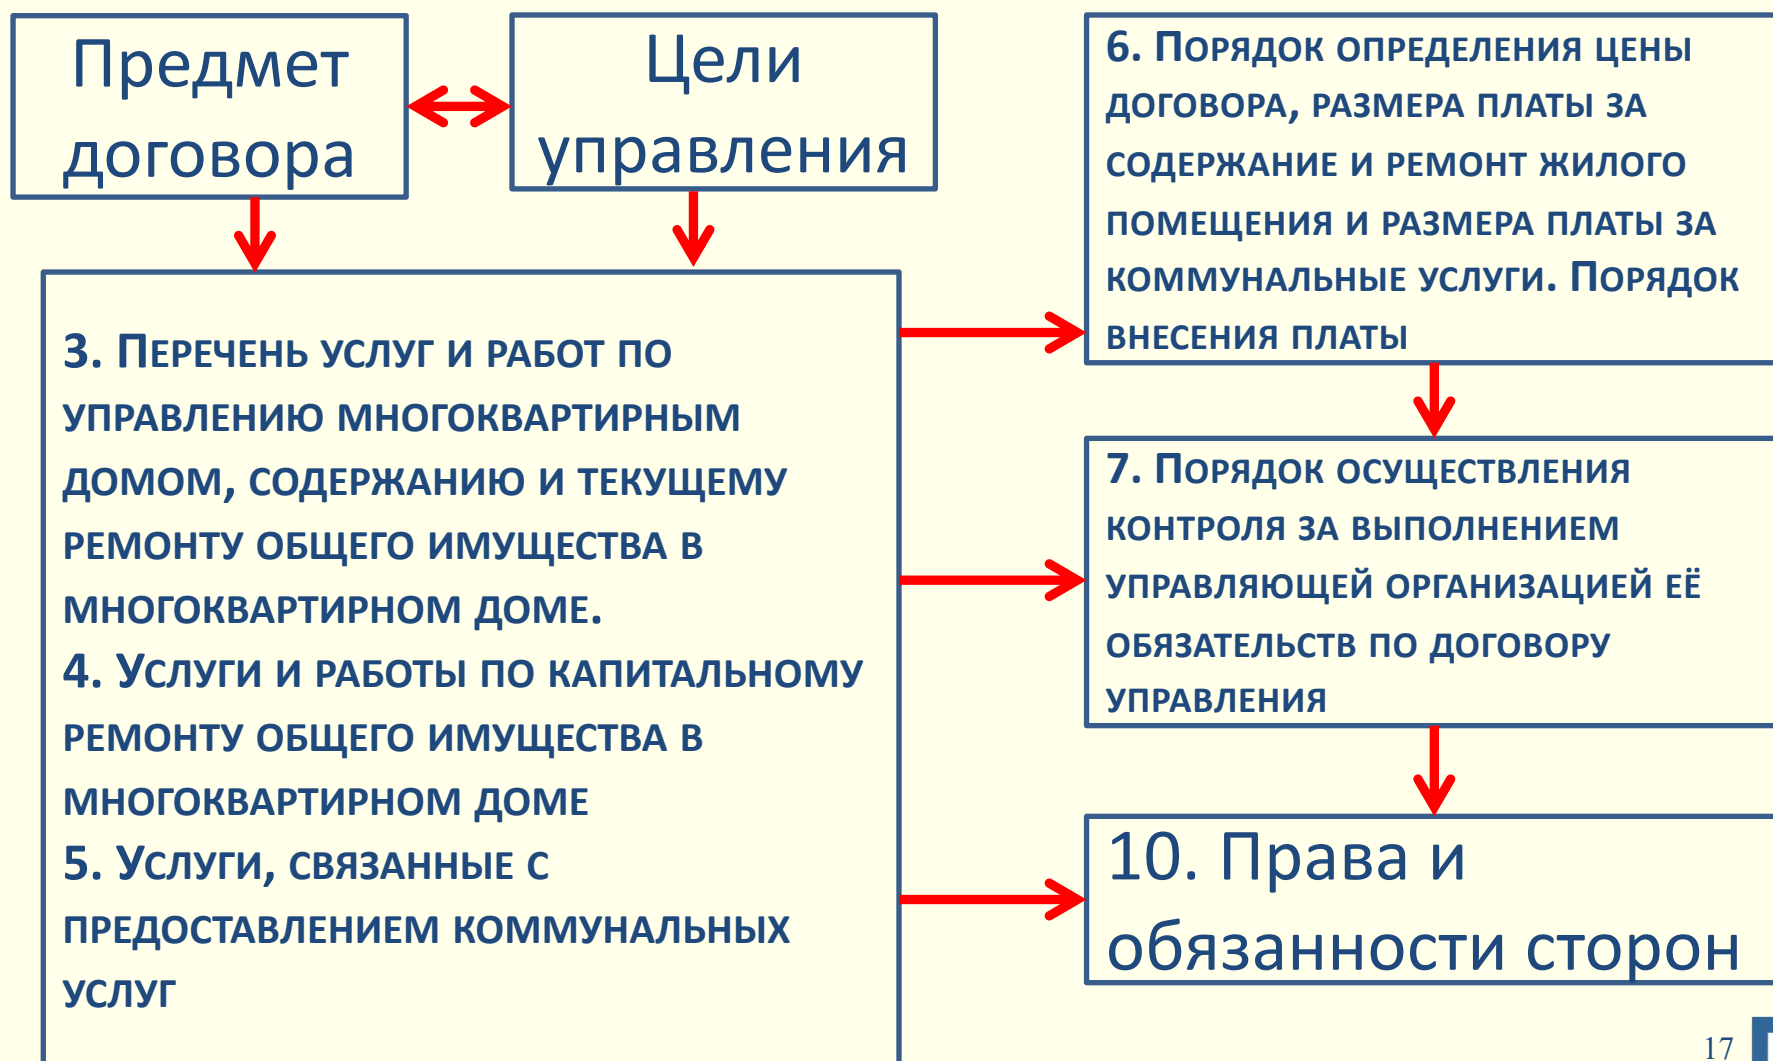 Предмет
договора
Цели
управления
3. Перечень услуг и работ по
управлению многоквартирным
домом, содержанию и текущему
ремонту общего имущества в
многоквартирном доме.
4. Услуги и работы по капитальному
ремонту общего имущества в
многоквартирном доме
5. Услуги, связанные с
предоставлением коммунальных
услуг
6. Порядок определения цены
договора, размера платы за
содержание и ремонт жилого
помещения и размера платы за
коммунальные услуги. Порядок
внесения платы
7. Порядок осуществления
контроля за выполнением
управляющей организацией её
обязательств по договору
управления
10. Права и
обязанности сторон
17